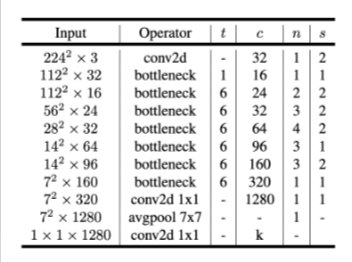 Input Operator t c n s
224² × 3 conv2d - 32 1 2
112² × 32 bottleneck 1 16 1 1
112² × 16 bottleneck 6 24 2 2
56² × 24 bottleneck 6 32 3 2
28² × 32 bottleneck 6 64 4 2
14² × 64 bottleneck 6 96 3 1
14² × 96 bottleneck 6 160 3 2
7² × 160 bottleneck 6 320 1 1
7² × 320 conv2d 1x1 - 1280 1 1
7² × 1280 avgpool 7x7 - - 1 -
1 × 1 × 1280 conv2d 1x1 - k -